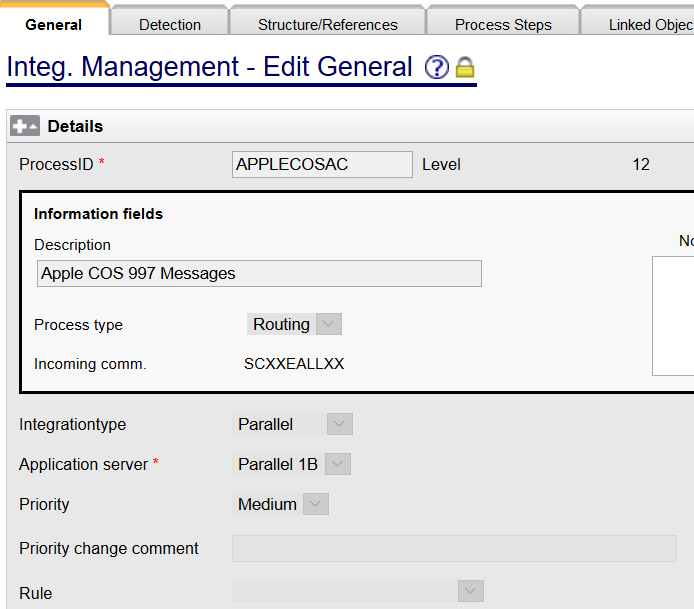 General Detection Structure/References Process Steps Linked Objec
Integ. Management - Edit General
Details
ProcessID * APPLECOSAC Level 12
Information fields
Description No
Apple COS 997 Messages
Process type Routing
Incoming comm. SCXXEALLXX
Integrationtype Parallel
Application server * Parallel 1B
Priority Medium
Priority change comment
Rule